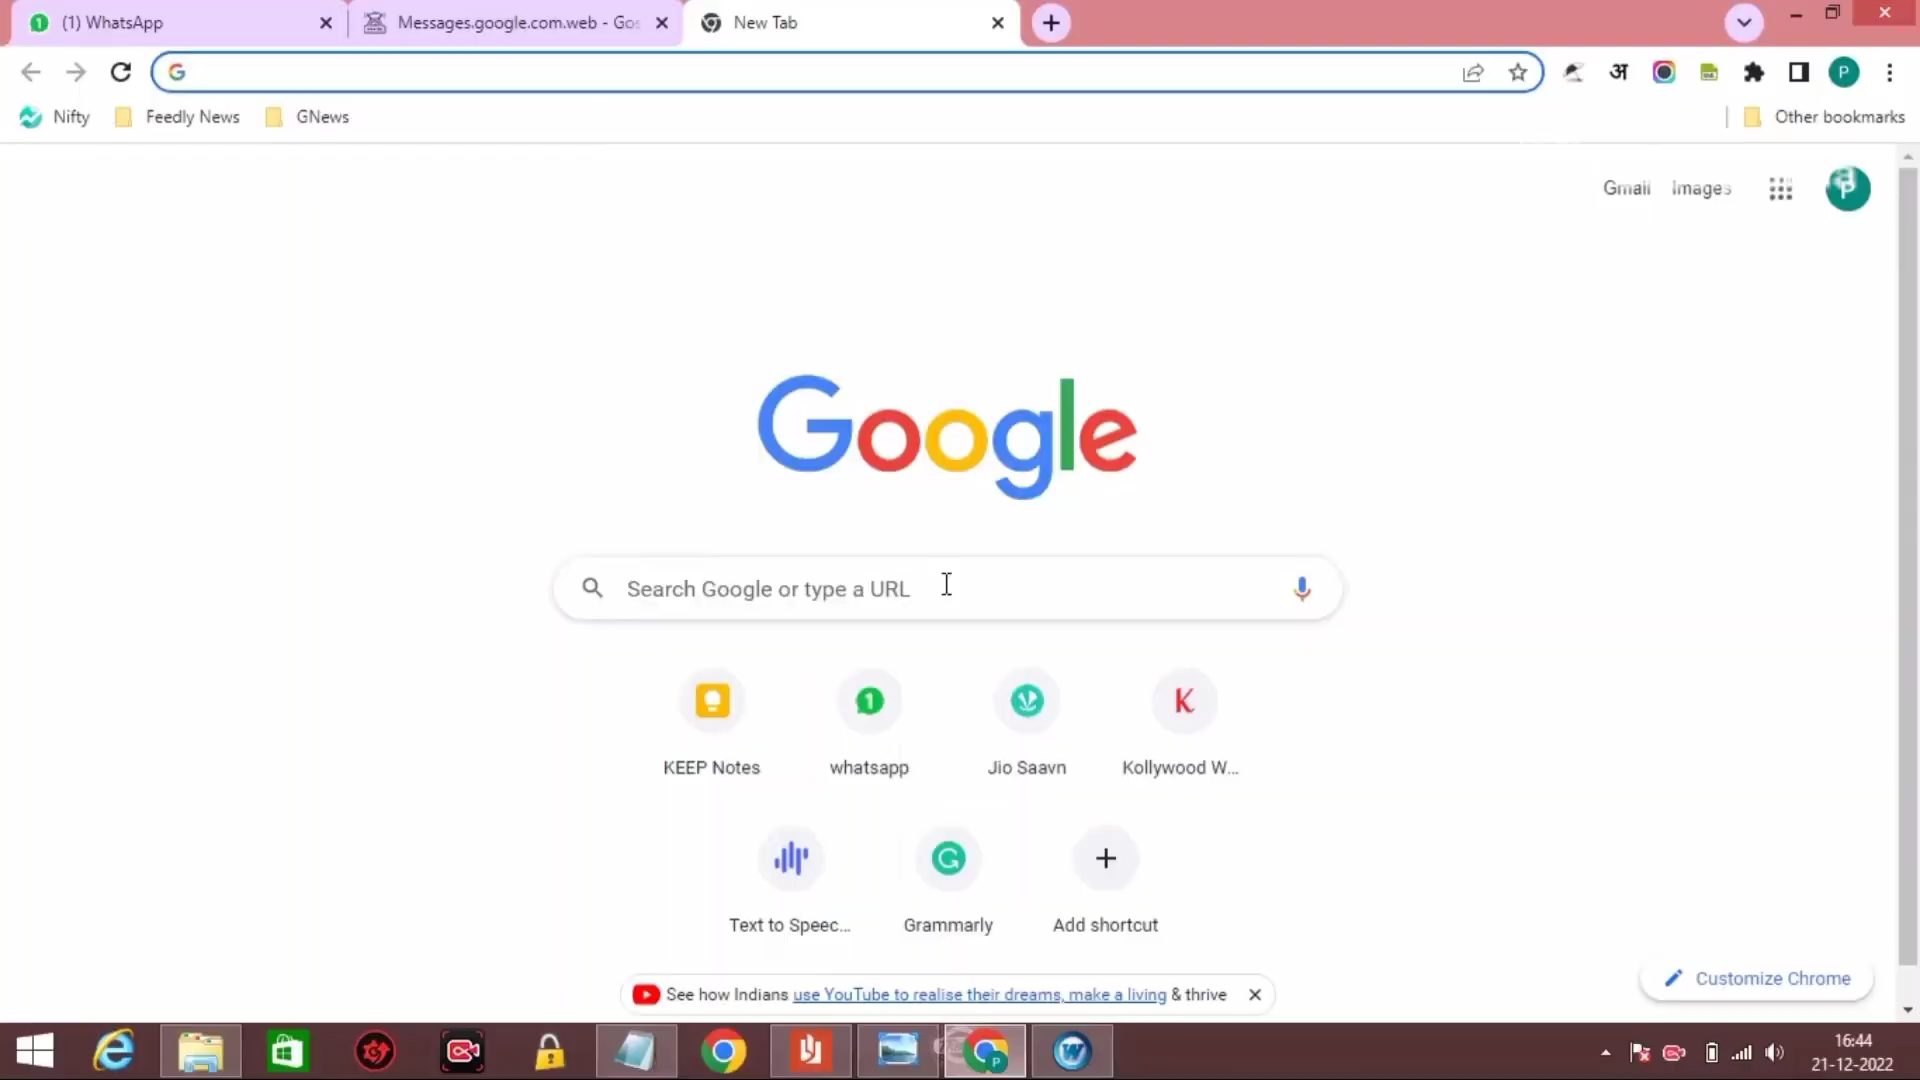 (1) WhatsApp
Messages.google.com.web - Go
New Tab
अ
P
Nifty
Feedly News
GNews
Other bookmarks
Gmail
Images
P
Google
Search Google or type a URL
KEEP Notes
whatsapp
Jio Saavn
K
Kollywood W...
Text to Speec...
Grammarly
Add shortcut
See how Indians use YouTube to realise their dreams, make a living & thrive
Customize Chrome
16:44
21-12-2022